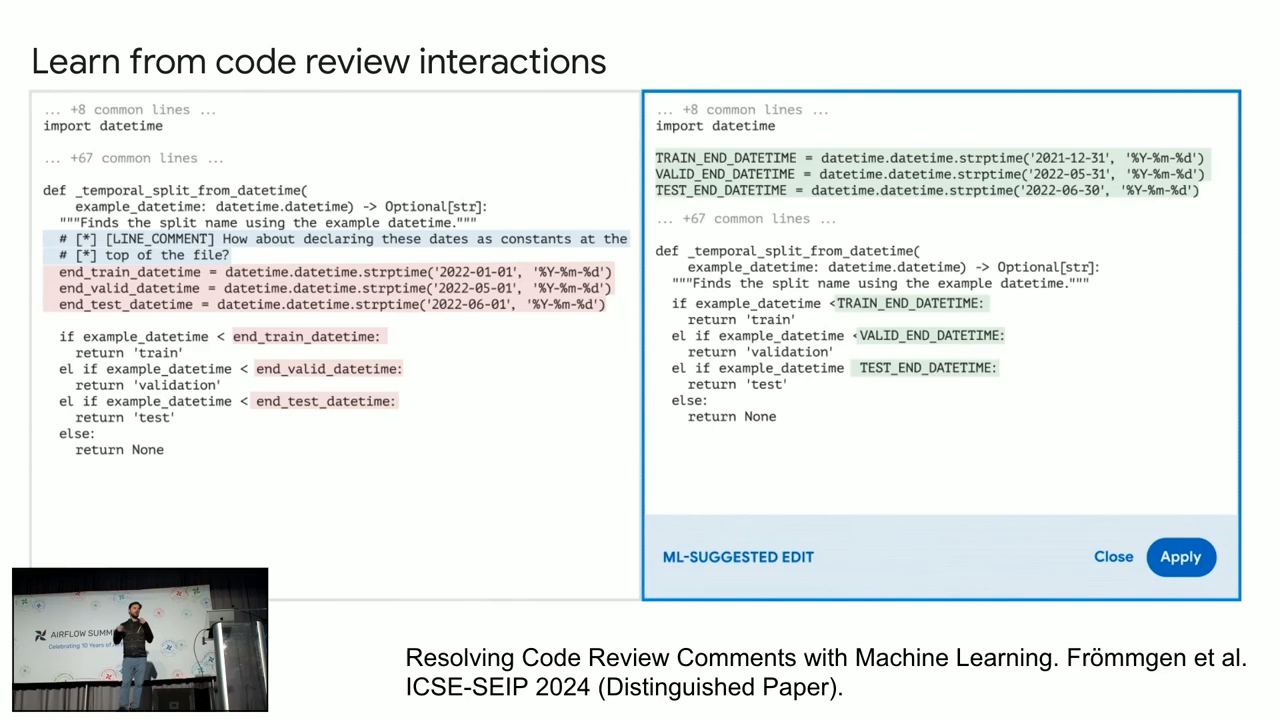 Learn from code review interactions
... +8 common lines ...
import datetime
... +67 common lines ...
def _temporal_split_from_datetime(
example_datetime: datetime.datetime) -> Optional[str]:
"""Finds the split name using the example datetime."""
# [*] [LINE_COMMENT] How about declaring these dates as constants at the
# [*] top of the file?
end_train_datetime = datetime.datetime.strptime('2022-01-01', '%Y-%m-%d')
end_valid_datetime = datetime.datetime.strptime('2022-05-01', '%Y-%m-%d')
end_test_datetime = datetime.datetime.strptime('2022-06-01', '%Y-%m-%d')
if example_datetime < end_train_datetime:
return 'train'
el if example_datetime < end_valid_datetime:
return 'validation'
el if example_datetime < end_test_datetime:
return 'test'
else:
return None
... +8 common lines ...
import datetime
TRAIN_END_DATETIME = datetime.datetime.strptime('2021-12-31', '%Y-%m-%d')
VALID_END_DATETIME = datetime.datetime.strptime('2022-05-31', '%Y-%m-%d')
TEST_END_DATETIME = datetime.datetime.strptime('2022-06-30', '%Y-%m-%d')
... +67 common lines ...
def _temporal_split_from_datetime(
example_datetime: datetime.datetime) -> Optional[str]:
"""Finds the split name using the example datetime."""
if example_datetime <TRAIN_END_DATETIME:
return 'train'
el if example_datetime <VALID_END_DATETIME:
return 'validation'
el if example_datetime TEST_END_DATETIME:
return 'test'
else:
return None
ML-SUGGESTED EDIT
Close
Apply
AIRFLOW SUMM
Celebrating 10 Years of
Resolving Code Review Comments with Machine Learning. Frömmgen et al.
ICSE-SEIP 2024 (Distinguished Paper).